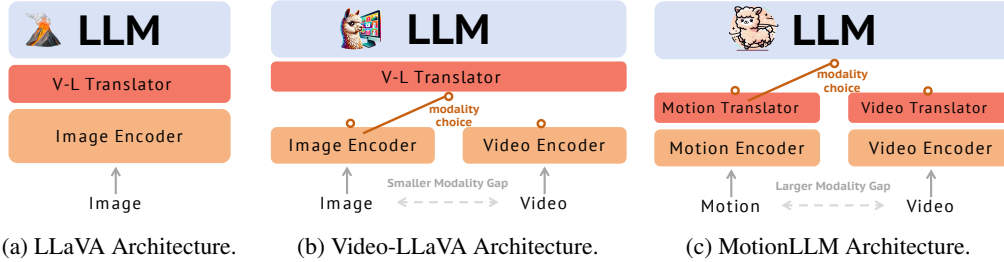 LLM
V-L Translator
Image Encoder
Image
(a) LLaVA Architecture.
LLM
V-L Translator
modality
choice
Image Encoder
Video Encoder
Smaller Modality Gap
Image
Video
(b) Video-LLaVA Architecture.
LLM
modality
choice
Motion Translator
Video Translator
Motion Encoder
Video Encoder
Larger Modality Gap
Motion
Video
(c) MotionLLM Architecture.